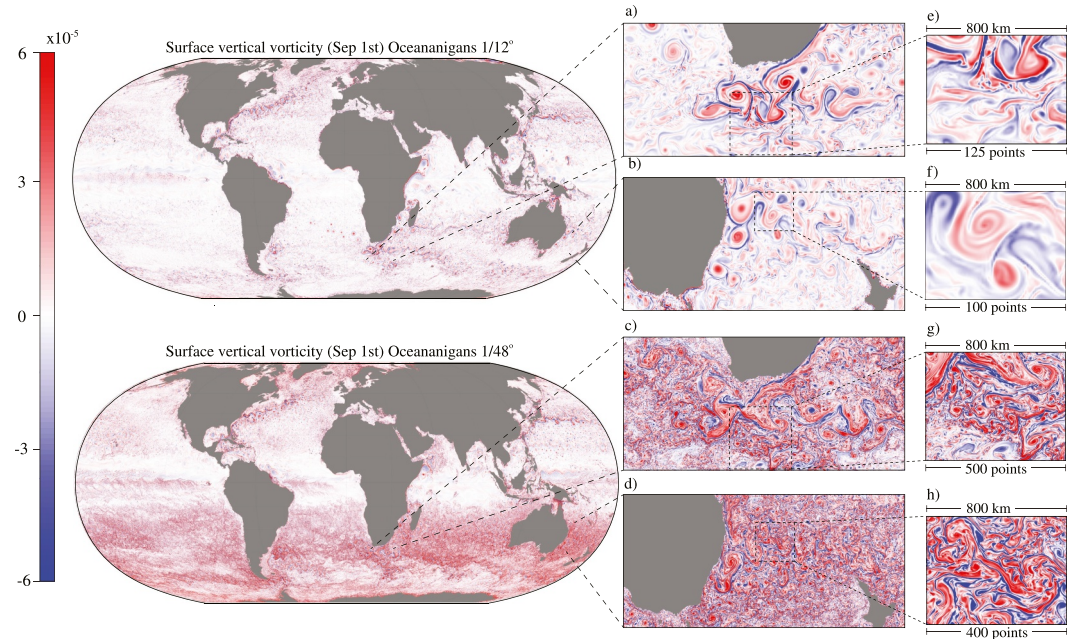 x10⁻⁵
6
3
0
-3
-6
Surface vertical vorticity (Sep 1st) Oceananigans 1/12°
Surface vertical vorticity (Sep 1st) Oceananigans 1/48°
a)
b)
c)
d)
e)
800 km
125 points
f)
800 km
100 points
g)
800 km
500 points
h)
800 km
400 points